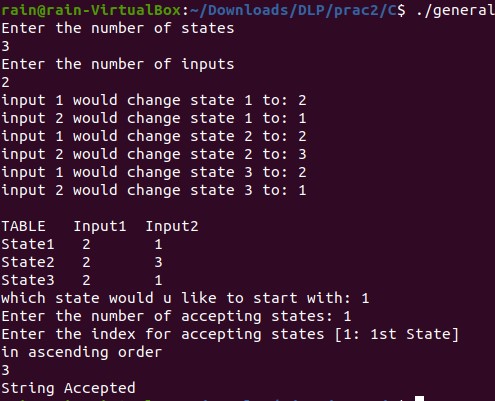 rain@rain-VirtualBox:~/Downloads/DLP/prac2/C$ ./general
Enter the number of states
3
Enter the number of inputs
2
input 1 would change state 1 to: 2
input 2 would change state 1 to: 1
input 1 would change state 2 to: 2
input 2 would change state 2 to: 3
input 1 would change state 3 to: 2
input 2 would change state 3 to: 1
TABLE Input1 Input2
State1 2 1
State2 2 3
State3 2 1
which state would u like to start with: 1
Enter the number of accepting states: 1
Enter the index for accepting states [1: 1st State]
in ascending order
3
String Accepted